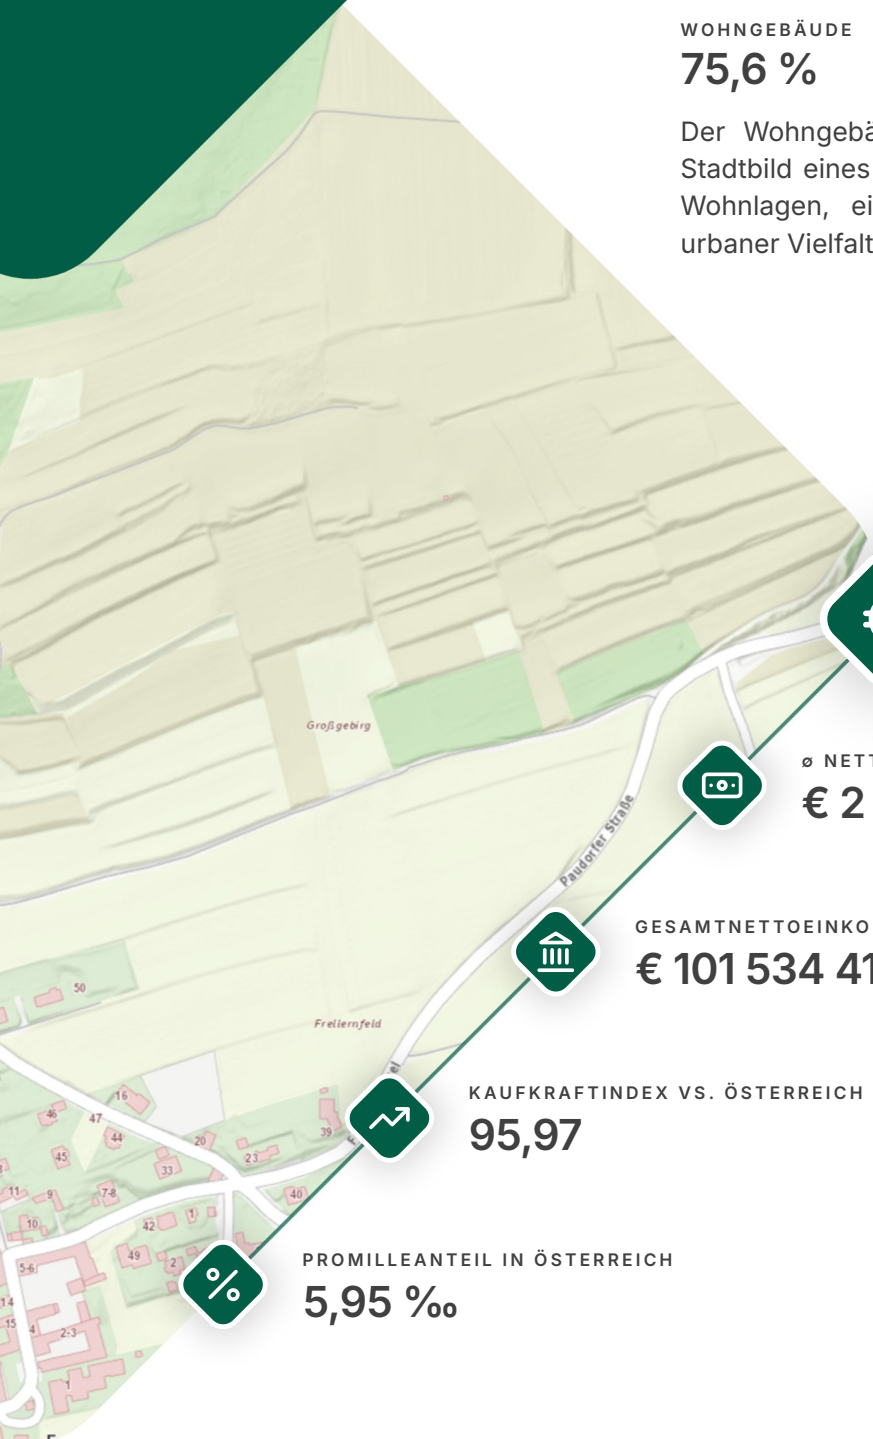 WOHNGEBÄUDE
75,6 %
Der Wohngebä
Stadtbild eines
Wohnlagen, ei
urbaner Vielfalt
Großgebirg
Paudorfer Straße
ø NETT
€ 2
GESAMTNETTOEINKO
€ 101 534 41
50
Frellernfeld
KAUFKRAFTINDEX VS. ÖSTERREICH
95,97
16
46
47
44
39
20
45
23
33
11
9
7-8
40
10
42
1
49
2
5-6
PROMILLEANTEIL IN ÖSTERREICH
5,95 ‰
14
15
4
2-3
1